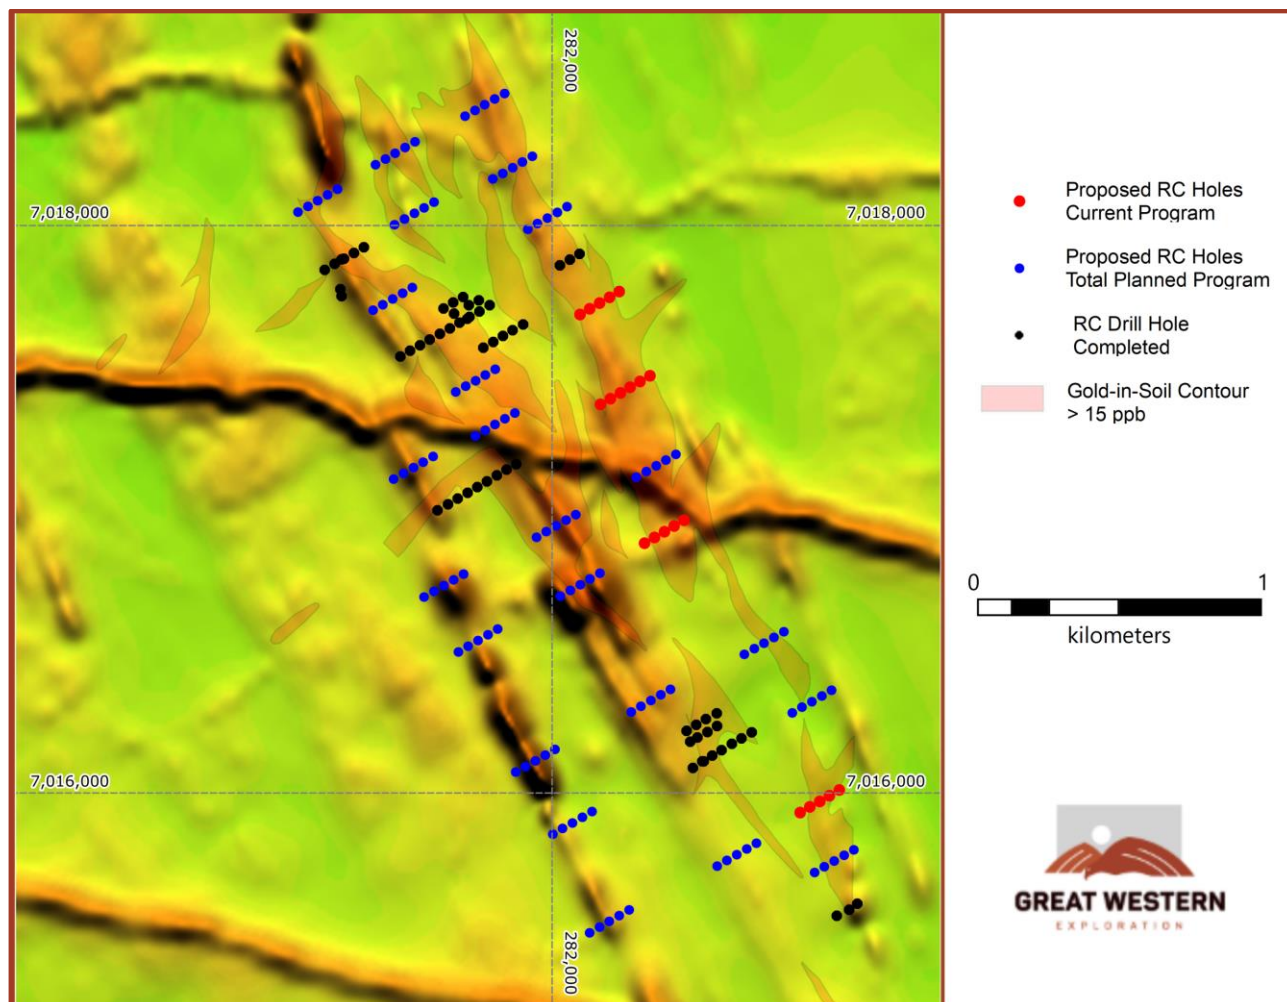 282,000
7,018,000
7,018,000
7,016,000
7,016,000
282,000
Proposed RC Holes
Current Program
Proposed RC Holes
Total Planned Program
RC Drill Hole
Completed
Gold-in-Soil Contour
> 15 ppb
0 1
kilometers
GREAT WESTERN
EXPLORATION